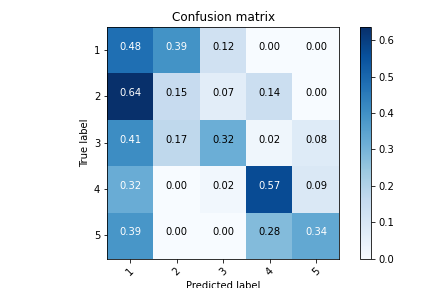 Confusion matrix
1 0.48 0.39 0.12 0.00 0.00
2 0.64 0.15 0.07 0.14 0.00
3 0.41 0.17 0.32 0.02 0.08
4 0.32 0.00 0.02 0.57 0.09
5 0.39 0.00 0.00 0.28 0.34
1 2 3 4 5
True label
Predicted label
0.6
0.5
0.4
0.3
0.2
0.1
0.0